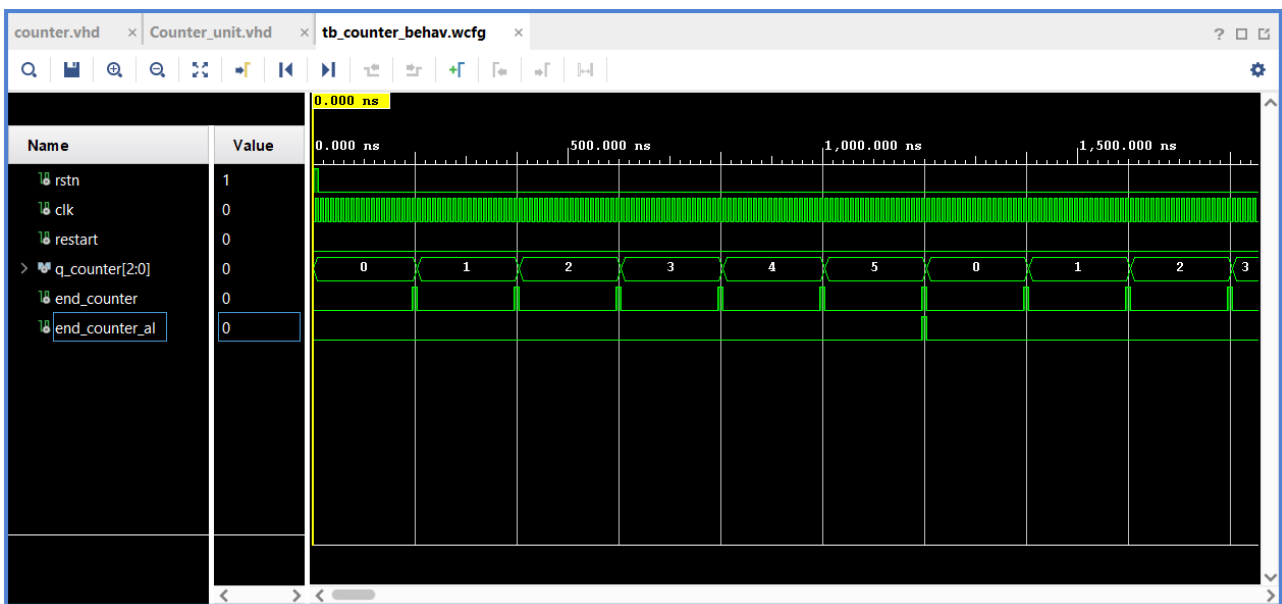 counter.vhd × Counter_unit.vhd × tb_counter_behav.wcfg × ?
0.000 ns
Name Value 0.000 ns 500.000 ns 1,000.000 ns 1,500.000 ns
rstn 1
clk 0
restart 0
> q_counter[2:0] 0 0 1 2 3 4 5 0 1 2 3
end_counter 0
end_counter_al 0